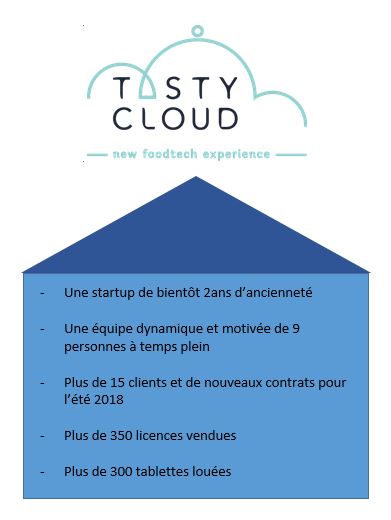 TASTY
CLOUD
new foodtech experience
- Une startup de bientôt 2ans d'ancienneté
- Une équipe dynamique et motivée de 9
personnes à temps plein
- Plus de 15 clients et de nouveaux contrats pour
l'été 2018
- Plus de 350 licences vendues
- Plus de 300 tablettes louées